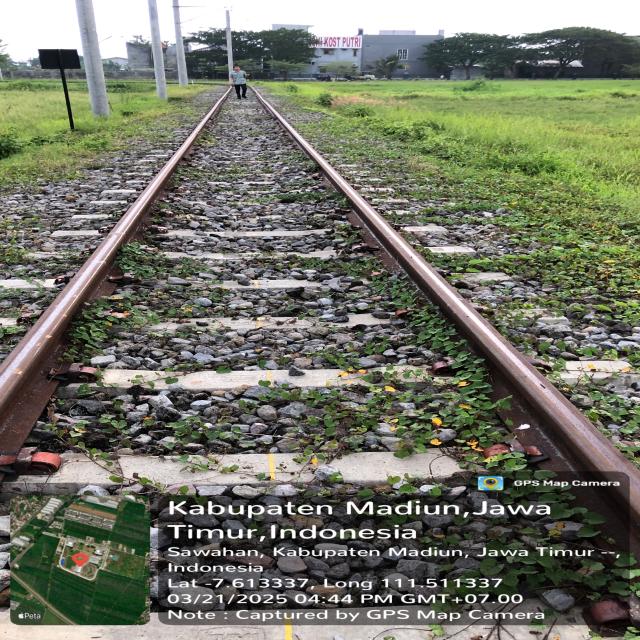 KOST PUTRI
GPS Map Camera
Kabupaten Madiun,Jawa
Timur,Indonesia
Sawahan, Kabupaten Madiun, Jawa Timur --,
Indonesia
Lat -7.613337, Long 111.511337
03/21/2025 04:44 PM GMT+07.00
Note : Captured by GPS Map Camera
Peta